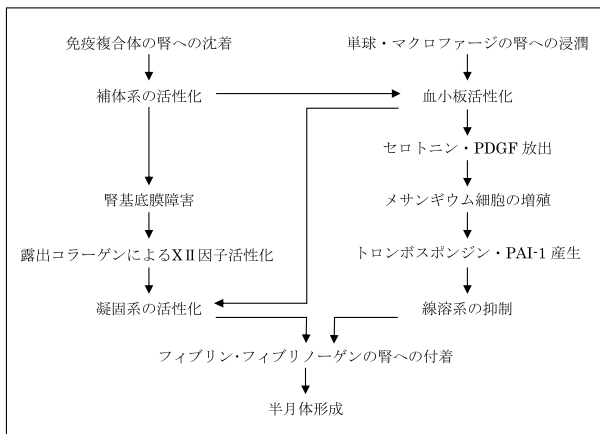 免疫複合体の腎への沈着
単球・マクロファージの腎への浸潤
補体系の活性化
血小板活性化
セロトニン・PDGF 放出
腎基底膜障害
メサンギウム細胞の増殖
露出コラーゲンによるXⅡ因子活性化
トロンボスポンジン・PAI-1 産生
凝固系の活性化
線溶系の抑制
フィブリン・フィブリノーゲンの腎への付着
半月体形成